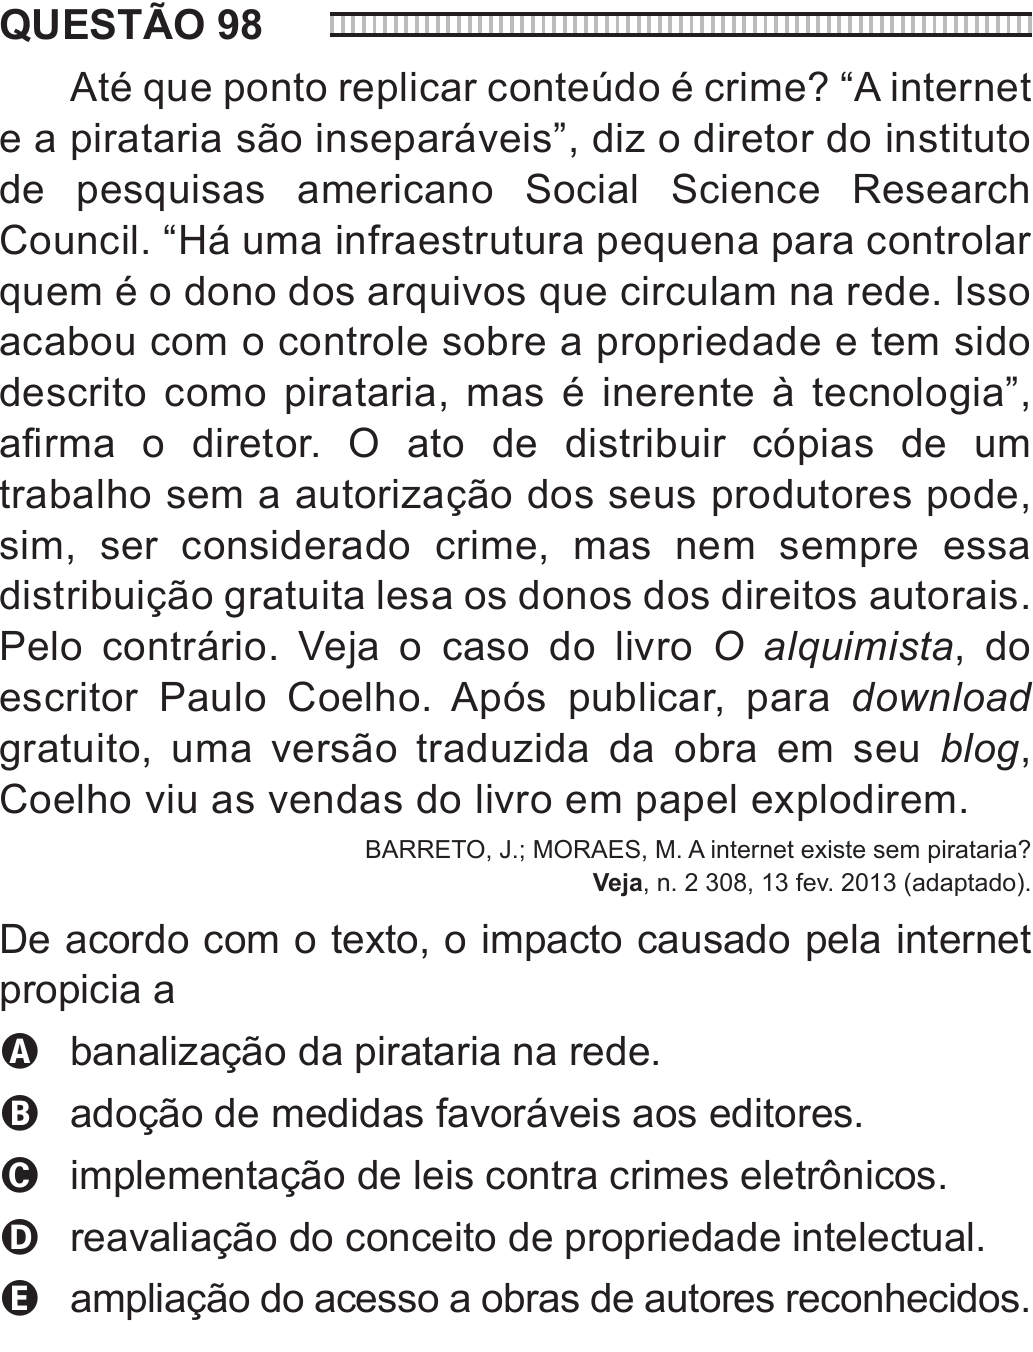 QUESTÃO 98
Até que ponto replicar conteúdo é crime? “A internet
e a pirataria são inseparáveis”, diz o diretor do instituto
de pesquisas americano Social Science Research
Council. “Há uma infraestrutura pequena para controlar
quem é o dono dos arquivos que circulam na rede. Isso
acabou com o controle sobre a propriedade e tem sido
descrito como pirataria, mas é inerente à tecnologia”,
afirma o diretor. O ato de distribuir cópias de um
trabalho sem a autorização dos seus produtores pode,
sim, ser considerado crime, mas nem sempre essa
distribuição gratuita lesa os donos dos direitos autorais.
Pelo contrário. Veja o caso do livro O alquimista, do
escritor Paulo Coelho. Após publicar, para download
gratuito, uma versão traduzida da obra em seu blog,
Coelho viu as vendas do livro em papel explodirem.
BARRETO, J.; MORAES, M. A internet existe sem pirataria?
Veja, n. 2 308, 13 fev. 2013 (adaptado).
De acordo com o texto, o impacto causado pela internet
propicia a
A banalização da pirataria na rede.
B adoção de medidas favoráveis aos editores.
C implementação de leis contra crimes eletrônicos.
D reavaliação do conceito de propriedade intelectual.
E ampliação do acesso a obras de autores reconhecidos.